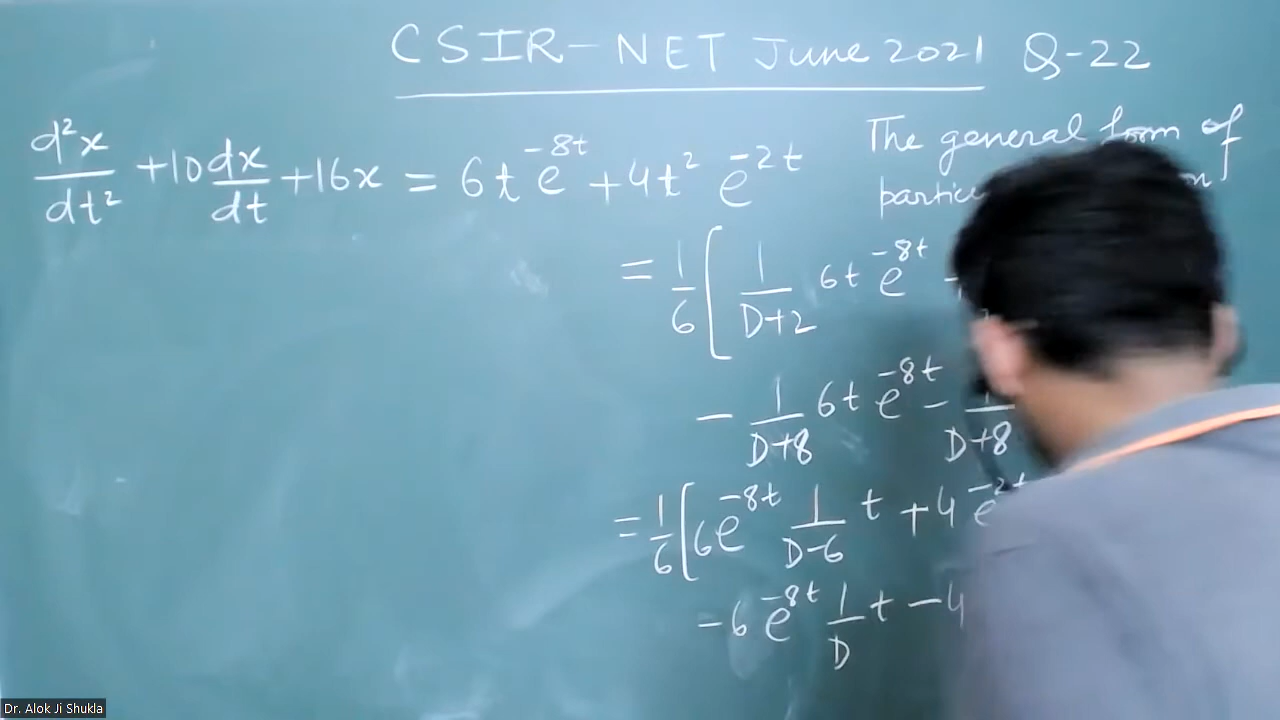 CSIR-NET June 2021 Q-22
d²x/dt² + 10 dx/dt + 16x = 6t e^{-8t} + 4t² e^{-2t}
The general form of
= 1/6 [ 1/(D+2) 6t e^{-8t}
- 1/(D+8) 6t e^{-8t} - 1/(D+8)
= 1/6 [ 6e^{-8t} 1/(D-6) t + 4 e^{-2t}
- 6 e^{-8t} 1/D t - 4
Dr. Alok Ji Shukla